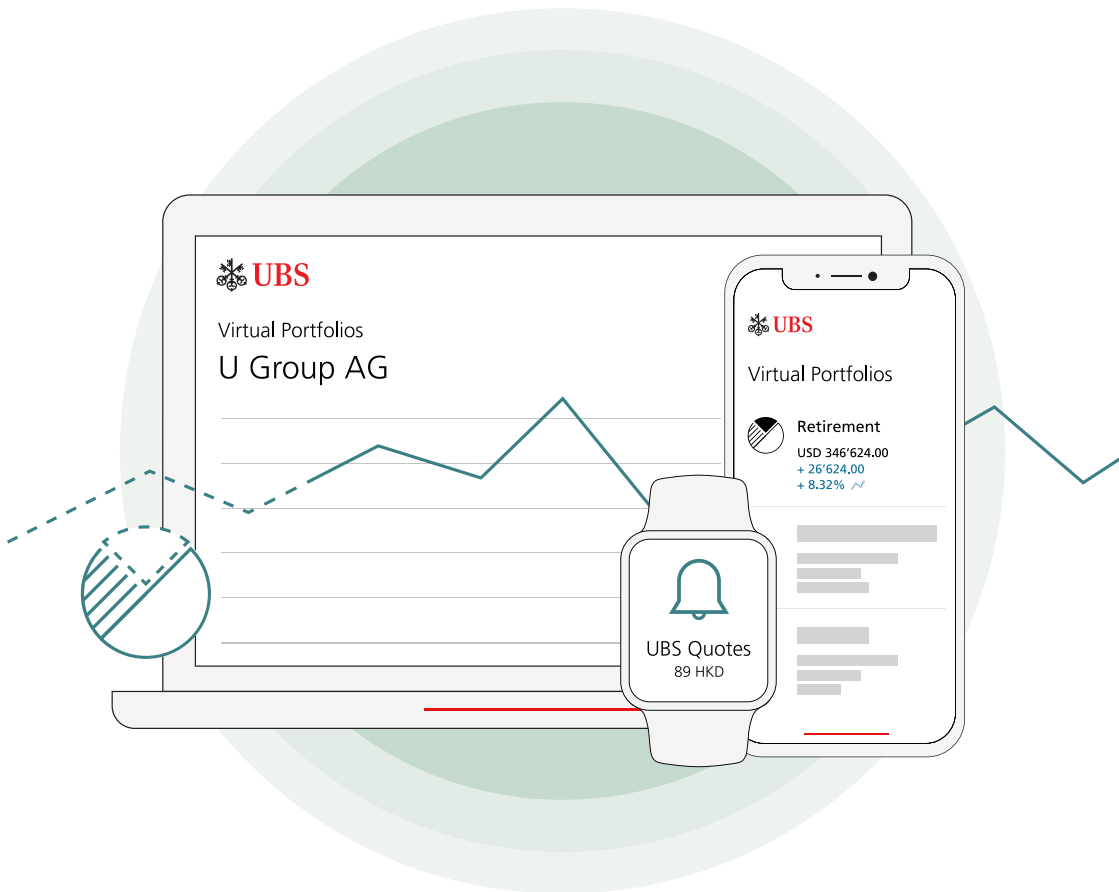 UBS
Virtual Portfolios
U Group AG
UBS
Virtual Portfolios
Retirement
USD 346’624.00
+ 26’624.00
+ 8.32%
UBS Quotes
89 HKD